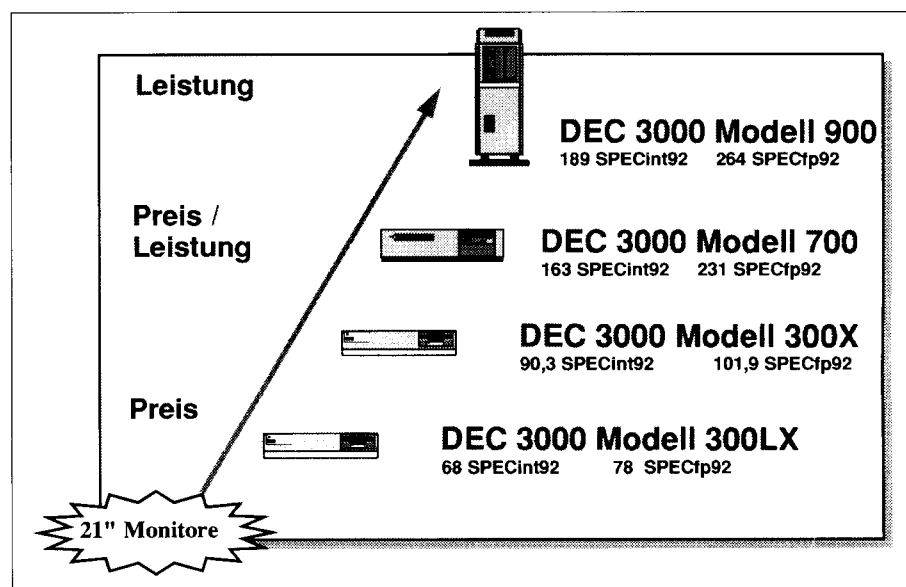 Leistung
DEC 3000 Modell 900
189 SPECint92 264 SPECfp92
Preis /
Leistung
DEC 3000 Modell 700
163 SPECint92 231 SPECfp92
DEC 3000 Modell 300X
90,3 SPECint92 101,9 SPECfp92
Preis
DEC 3000 Modell 300LX
68 SPECint92 78 SPECfp92
21" Monitore